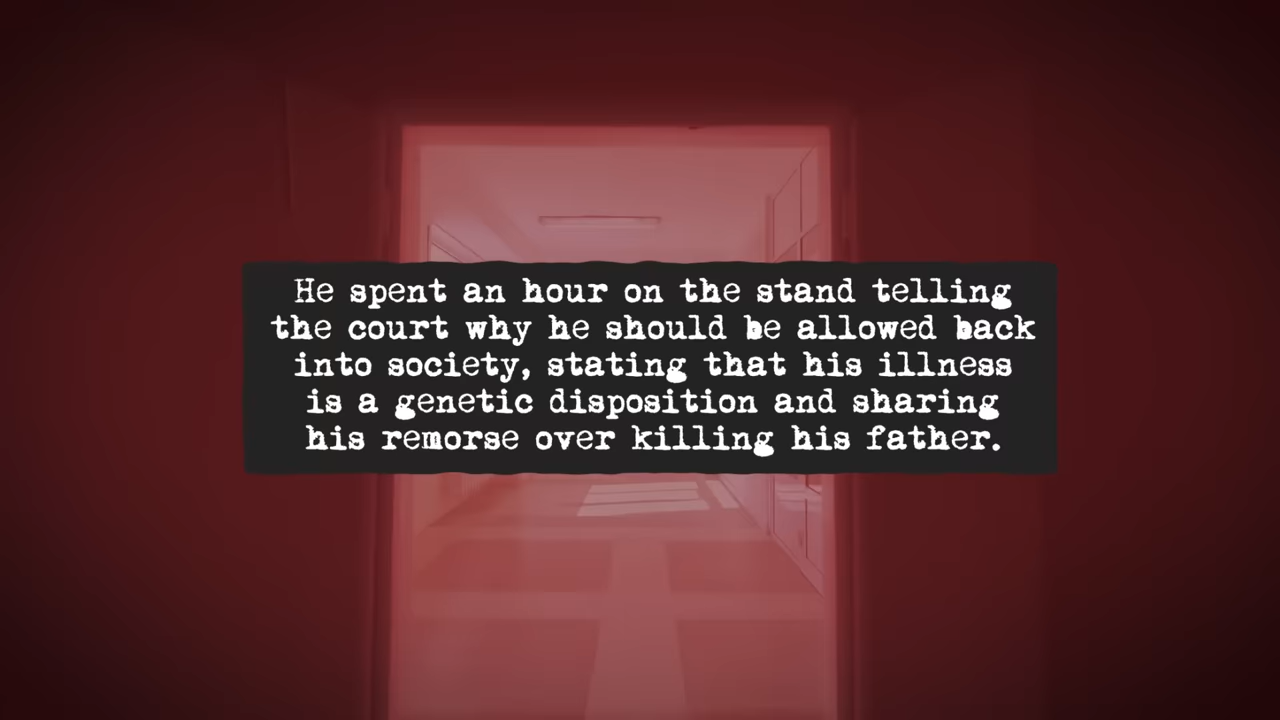 He spent an hour on the stand telling
the court why he should be allowed back
into society, stating that his illness
is a genetic disposition and sharing
his remorse over killing his father.